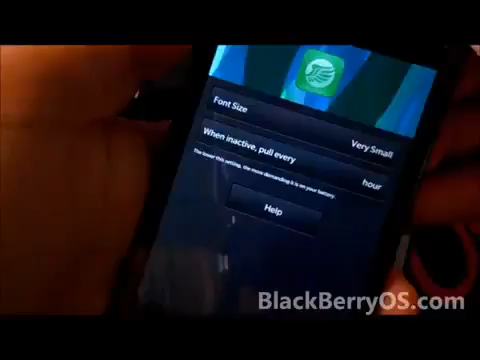 Font Size
Very Small
When inactive, pull every
hour
The lower this setting, the more demanding it is on your battery.
Help
BlackBerryOS.com